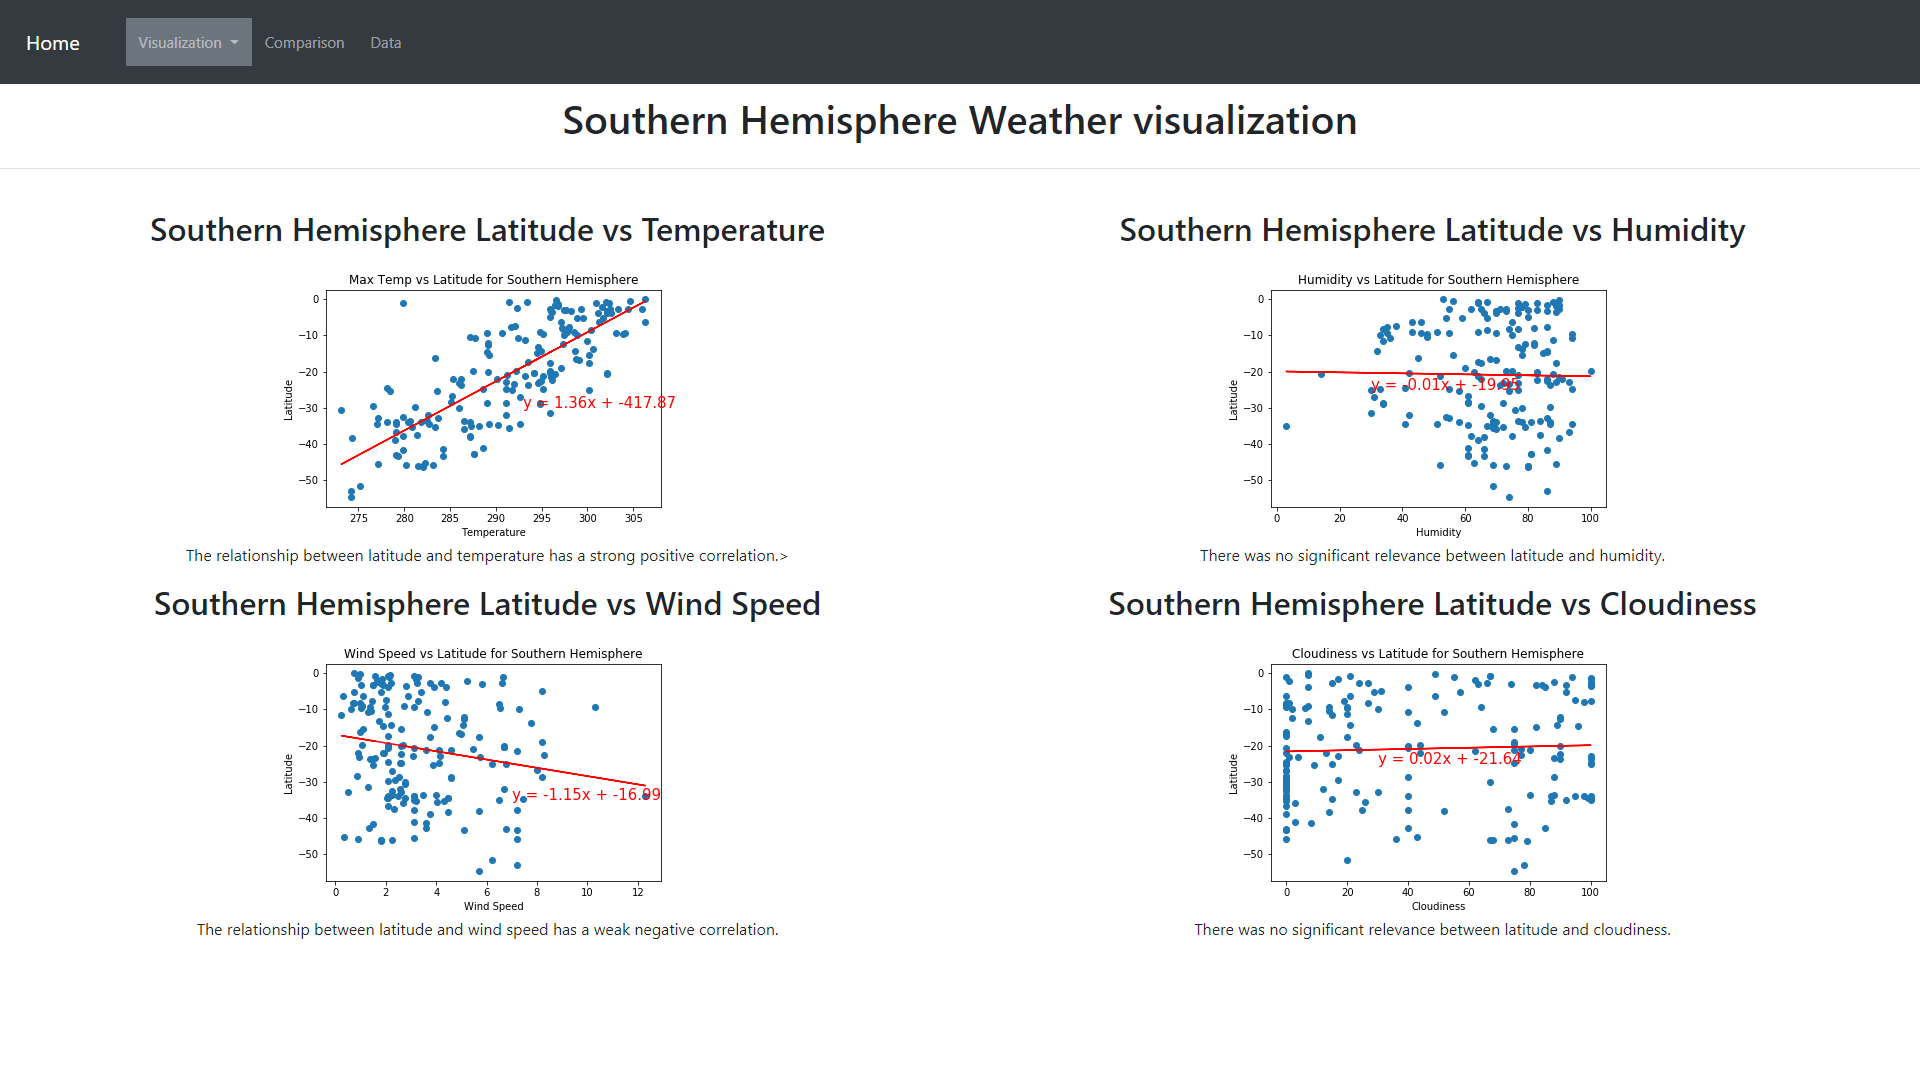 Home Visualization Comparison Data
Southern Hemisphere Weather visualization
Southern Hemisphere Latitude vs Temperature
Max Temp vs Latitude for Southern Hemisphere
0
−10
−20
−30
−40
−50
Latitude
y = 1.36x + -417.87
275 280 285 290 295 300 305
Temperature
The relationship between latitude and temperature has a strong positive correlation.>
Southern Hemisphere Latitude vs Humidity
Humidity vs Latitude for Southern Hemisphere
0
−10
−20
−30
−40
−50
Latitude
y = -0.01x + -19.95
0 20 40 60 80 100
Humidity
There was no significant relevance between latitude and humidity.
Southern Hemisphere Latitude vs Wind Speed
Wind Speed vs Latitude for Southern Hemisphere
0
−10
−20
−30
−40
−50
Latitude
y = -1.15x + -16.99
0 2 4 6 8 10 12
Wind Speed
The relationship between latitude and wind speed has a weak negative correlation.
Southern Hemisphere Latitude vs Cloudiness
Cloudiness vs Latitude for Southern Hemisphere
0
−10
−20
−30
−40
−50
Latitude
y = 0.02x + -21.64
0 20 40 60 80 100
Cloudiness
There was no significant relevance between latitude and cloudiness.